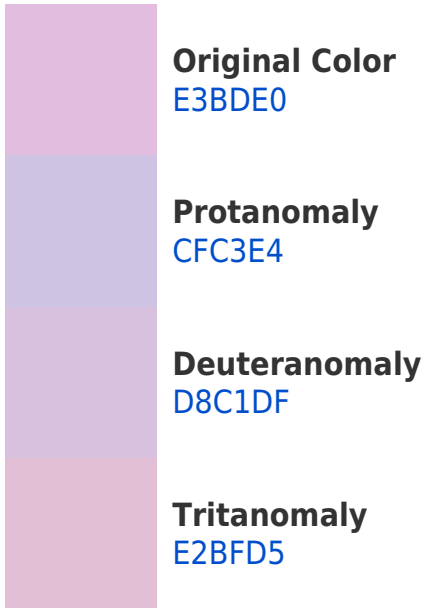 Original Color
E3BDE0
Protanomaly
CFC3E4
Deuteranomaly
D8C1DF
Tritanomaly
E2BFD5